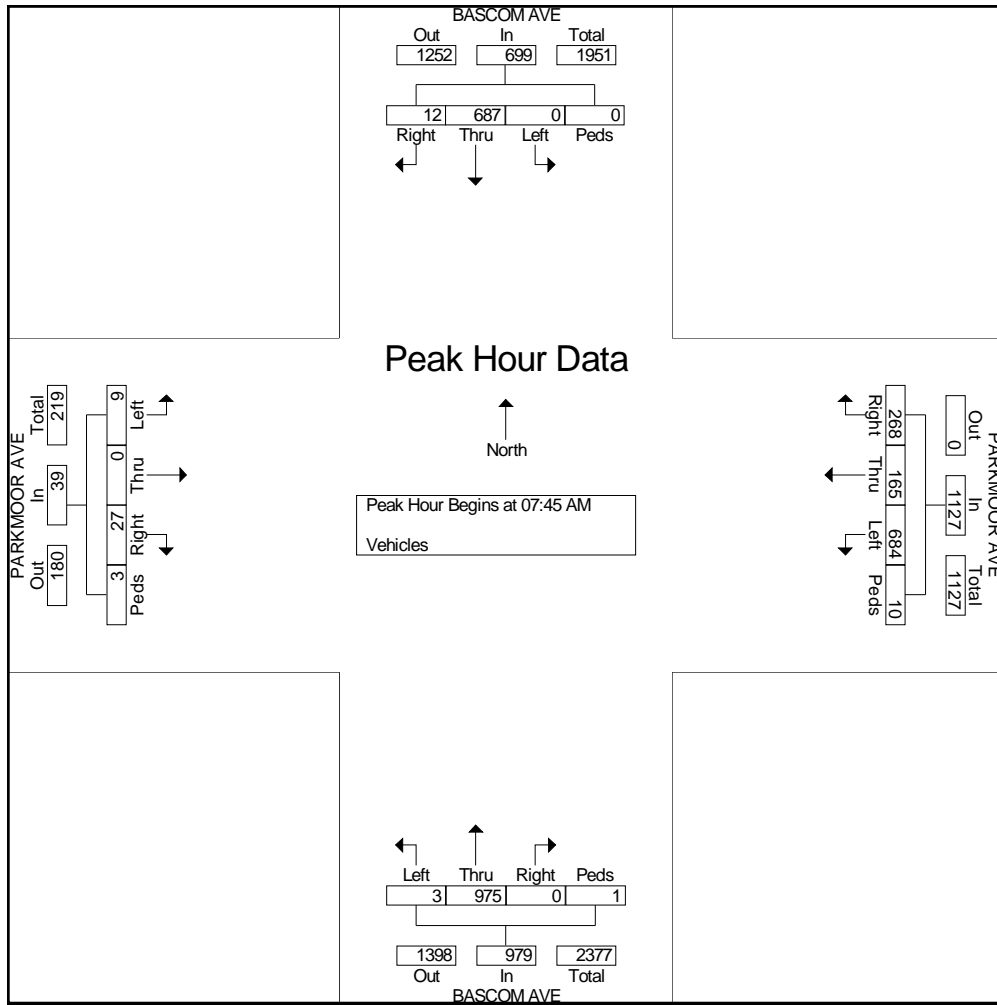 BASCOM AVE
Out In Total
1252 699 1951
12 687 0 0
Right Thru Left Peds
Peak Hour Data
North
Peak Hour Begins at 07:45 AM
Vehicles
PARKMOOR AVE
Total In Out
219 39 180
9 0 27 3
Left Thru Right Peds
PARKMOOR AVE
Out In Total
0 1127 1127
268 165 684 10
Right Thru Left Peds
Left Thru Right Peds
3 975 0 1
1398 979 2377
Out In Total
BASCOM AVE